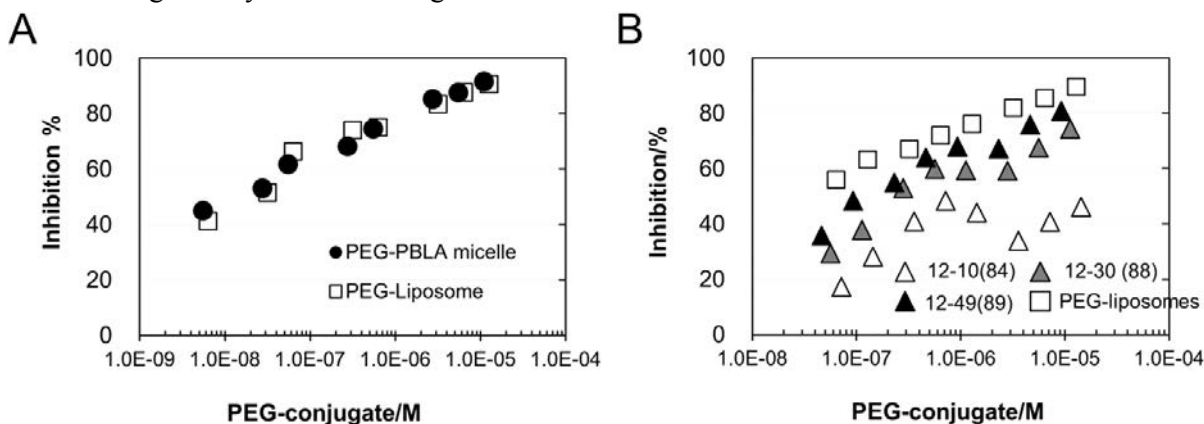 A
B
100
80
60
40
20
0
Inhibition %
PEG-PBLA micelle
PEG-Liposome
1.0E-09 1.0E-08 1.0E-07 1.0E-06 1.0E-05 1.0E-04
PEG-conjugate/M
100
80
60
40
20
0
Inhibition/%
12-10(84) 12-30 (88)
12-49(89) PEG-liposomes
1.0E-08 1.0E-07 1.0E-06 1.0E-05 1.0E-04
PEG-conjugate/M